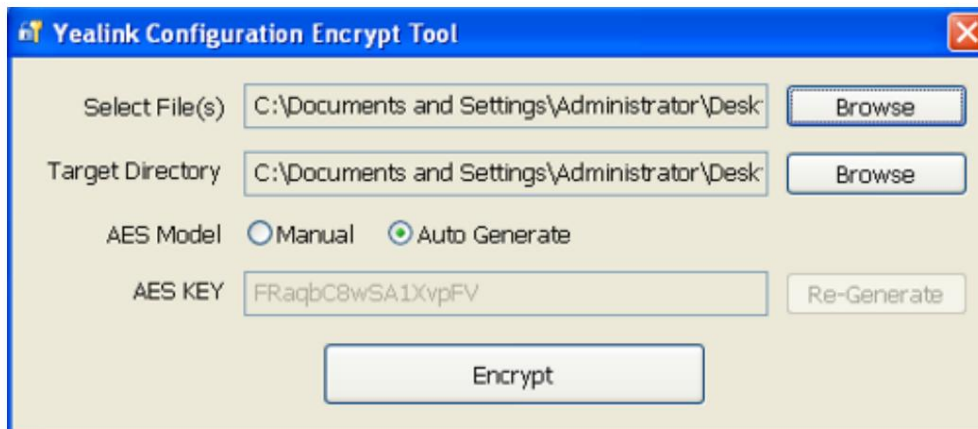 Yealink Configuration Encrypt Tool
Select File(s) C:\Documents and Settings\Administrator\Desk Browse
Target Directory C:\Documents and Settings\Administrator\Desk Browse
AES Model Manual Auto Generate
AES KEY FRaqbC8wSA1XvpFV Re-Generate
Encrypt